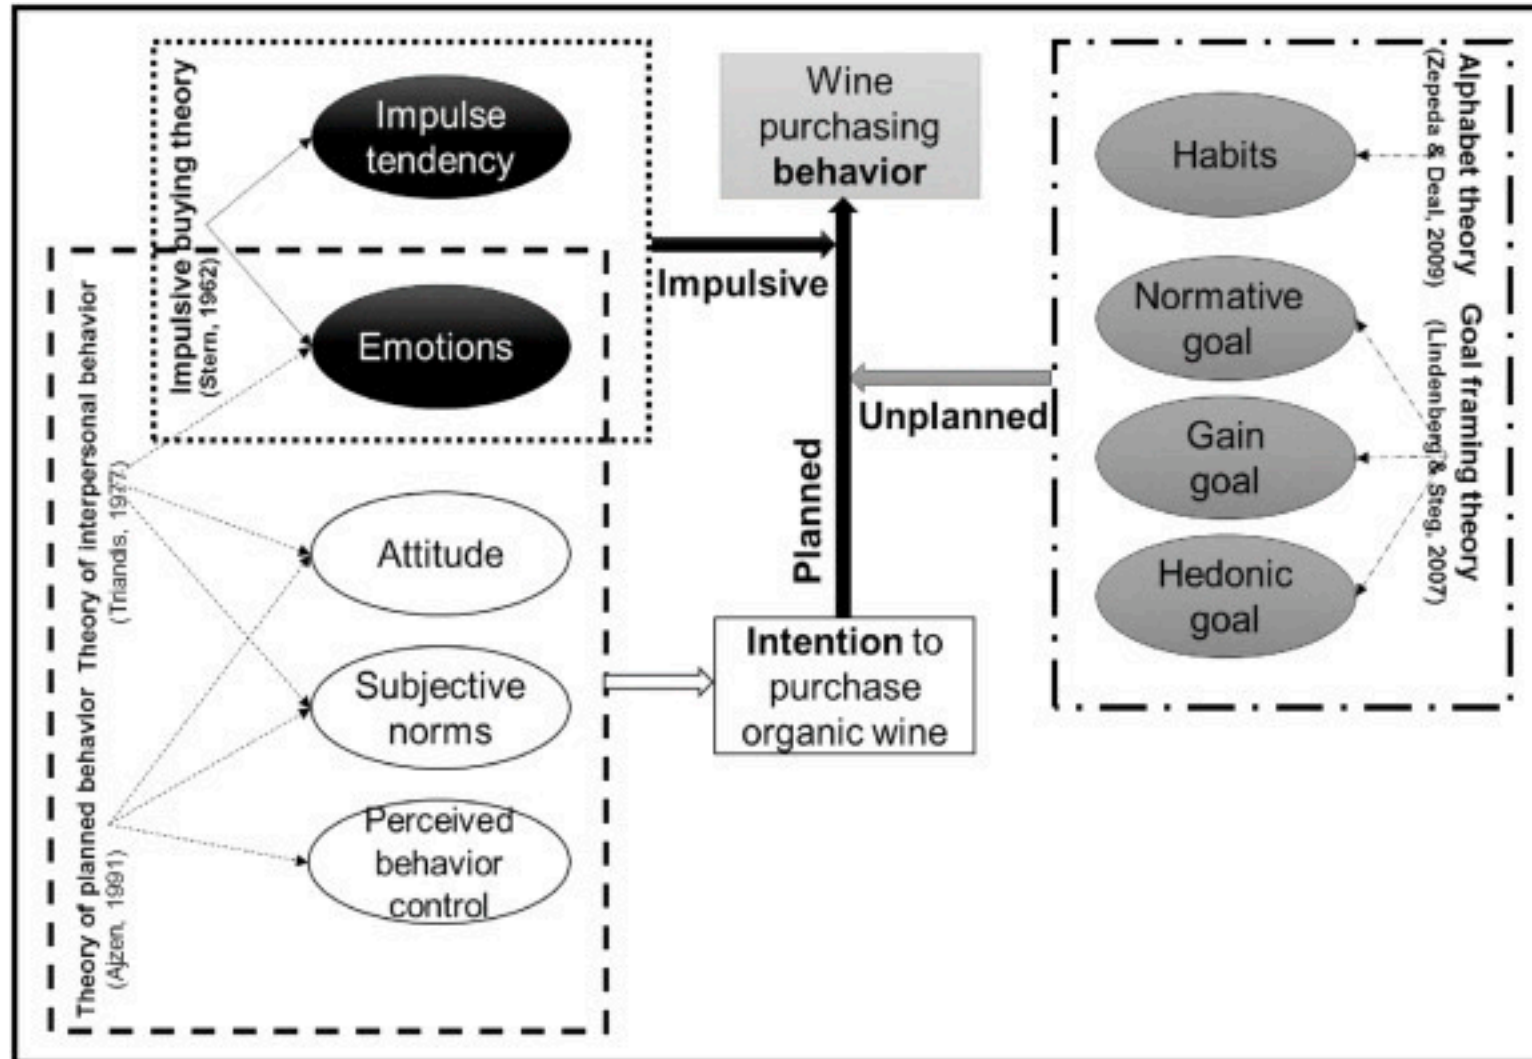 Impulsive buying theory
(Stern, 1962)
Impulse
tendency
Emotions
Theory of interpersonal behavior
(Triandis, 1977)
Theory of planned behavior
(Ajzen, 1991)
Attitude
Subjective
norms
Perceived
behavior
control
Wine
purchasing
behavior
Impulsive
Unplanned
Planned
Intention to
purchase
organic wine
Habits
Normative
goal
Gain
goal
Hedonic
goal
Alphabet theory
(Zepeda & Deal, 2009)
Goal framing theory
(Lindenberg & Steg, 2007)